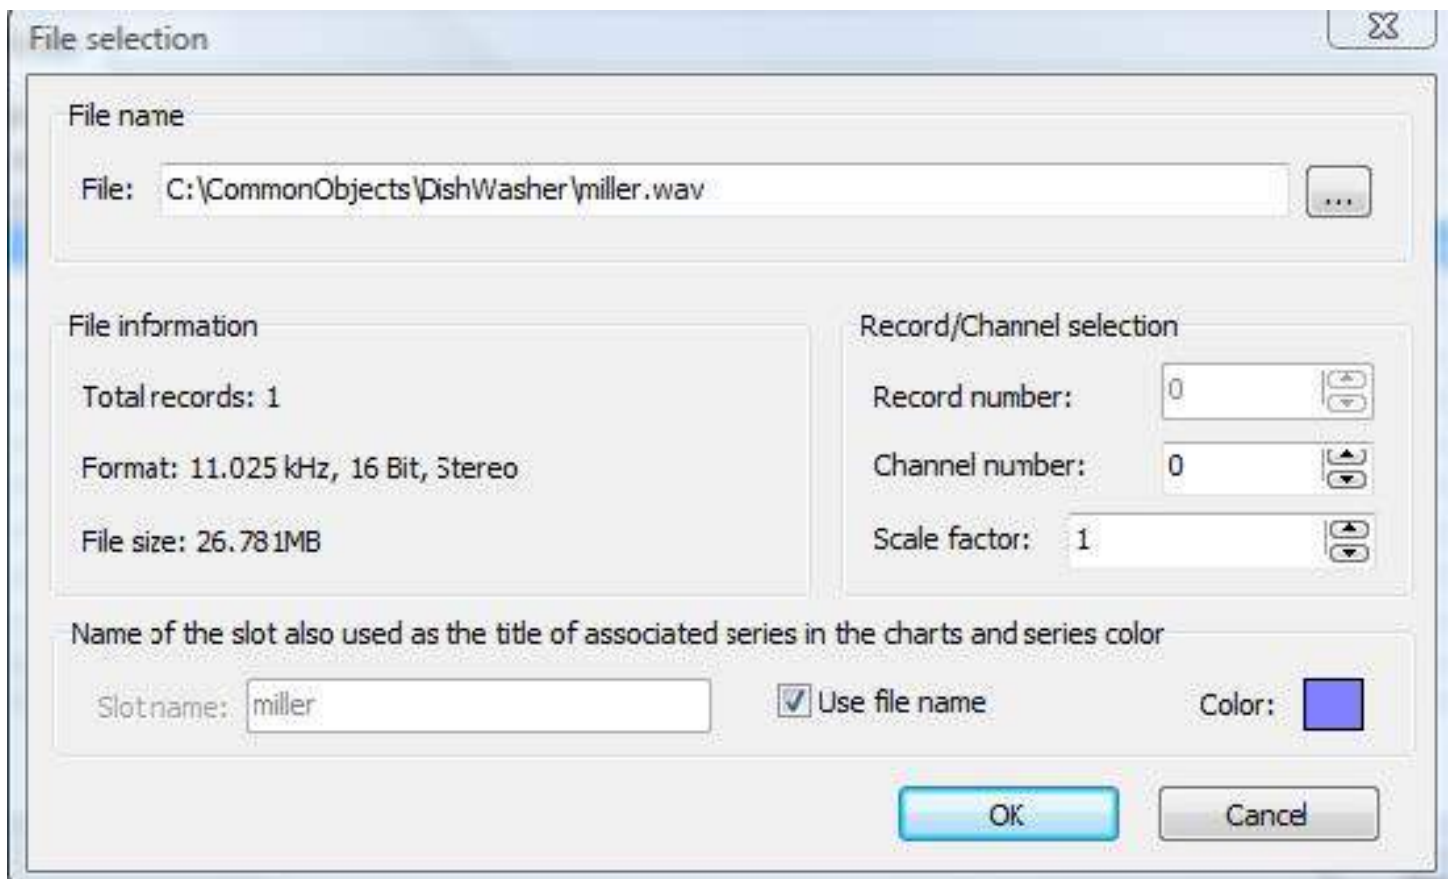 File selection
File name
File: C:\CommonObjects\DishWasher\miller.wav ...
File information
Total records: 1
Format: 11.025 kHz, 16 Bit, Stereo
File size: 26.781MB
Record/Channel selection
Record number: 0
Channel number: 0
Scale factor: 1
Name of the slot also used as the title of associated series in the charts and series color
Slot name: miller Use file name Color:
OK Cancel